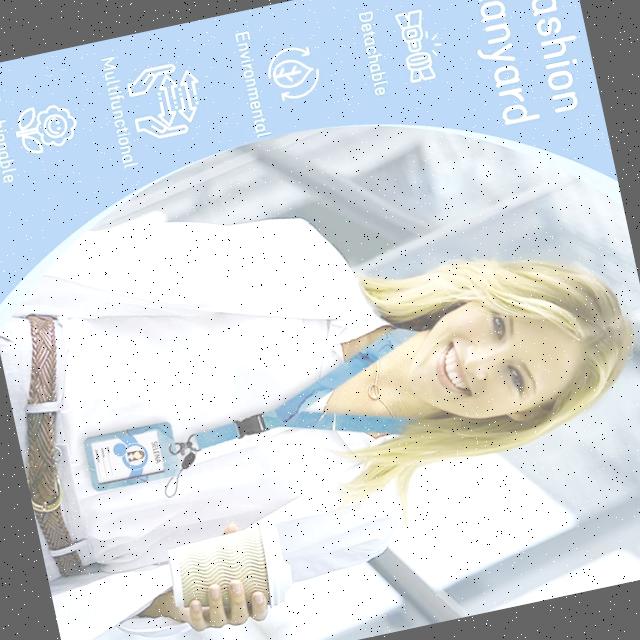 ashion
anyard
Detachable
Environmental
Multifunctional